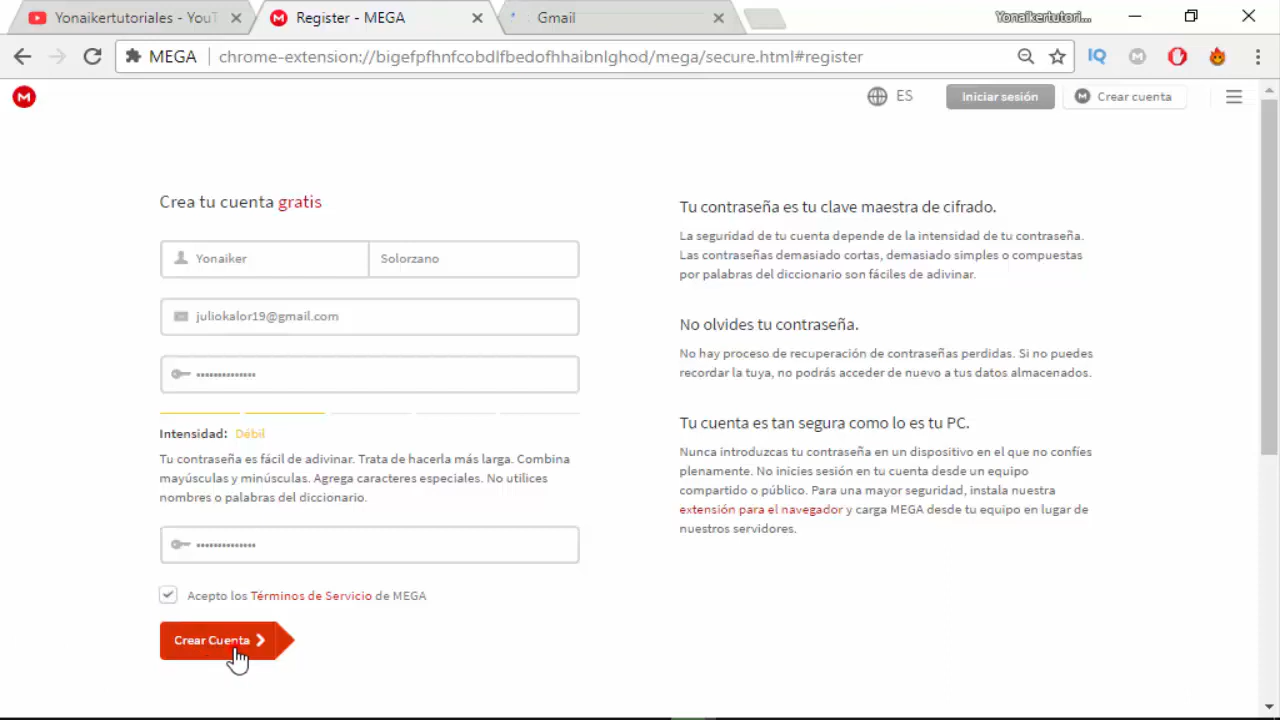 Yonaikertutoriales - YouT
Register - MEGA
Gmail
Yonaikertutori...
MEGA
chrome-extension://bigefpfhnfcobdlfbedofhhaibnlghod/mega/secure.html#register
ES
Iniciar sesión
Crear cuenta
Crea tu cuenta gratis
Yonaiker
Solorzano
juliokalor19@gmail.com
••••••••••••••
Intensidad: Débil
Tu contraseña es fácil de adivinar. Trata de hacerla más larga. Combina
mayúsculas y minúsculas. Agrega caracteres especiales. No utilices
nombres o palabras del diccionario.
••••••••••••••
Acepto los Términos de Servicio de MEGA
Crear Cuenta
Tu contraseña es tu clave maestra de cifrado.
La seguridad de tu cuenta depende de la intensidad de tu contraseña.
Las contraseñas demasiado cortas, demasiado simples o compuestas
por palabras del diccionario son fáciles de adivinar.
No olvides tu contraseña.
No hay proceso de recuperación de contraseñas perdidas. Si no puedes
recordar la tuya, no podrás acceder de nuevo a tus datos almacenados.
Tu cuenta es tan segura como lo es tu PC.
Nunca introduzcas tu contraseña en un dispositivo en el que no confíes
plenamente. No inicies sesión en tu cuenta desde un equipo
compartido o público. Para una mayor seguridad, instala nuestra
extensión para el navegador y carga MEGA desde tu equipo en lugar de
nuestros servidores.